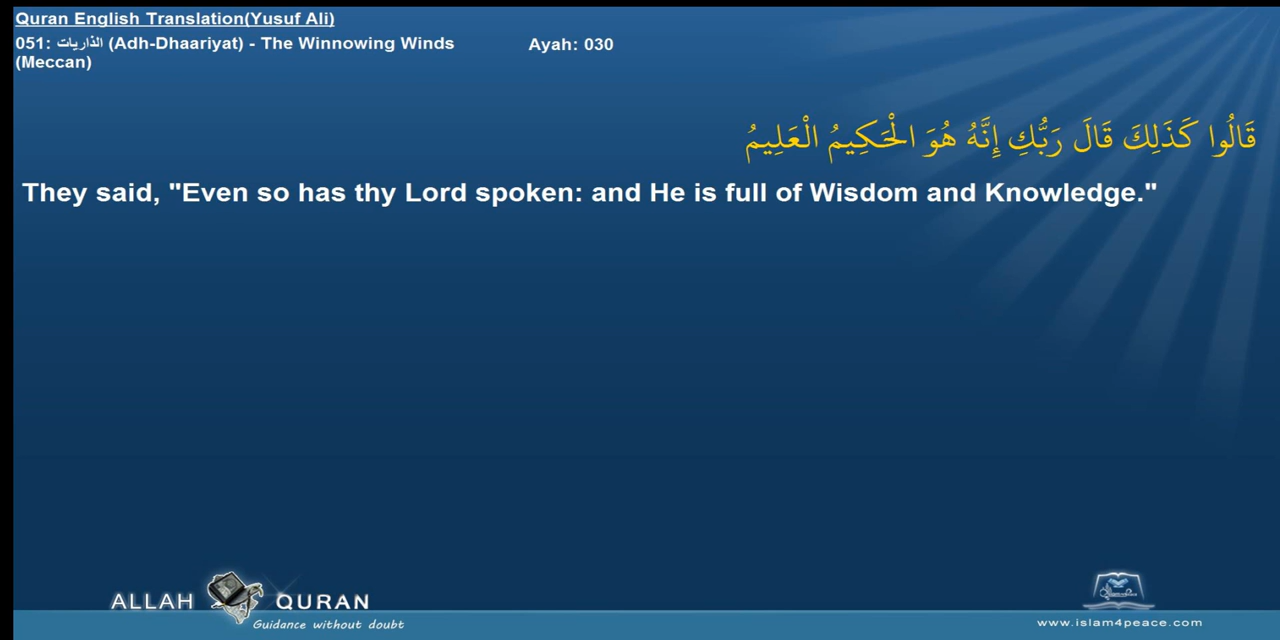 Quran English Translation(Yusuf Ali)
051: الذاريات (Adh-Dhaariyat) - The Winnowing Winds
(Meccan)
Ayah: 030
قَالُوا كَذَلِكَ قَالَ رَبُّكِ إِنَّهُ هُوَ الْحَكِيمُ الْعَلِيمُ
They said, "Even so has thy Lord spoken: and He is full of Wisdom and Knowledge."
ALLAH QURAN
Guidance without doubt
www.islam4peace.com